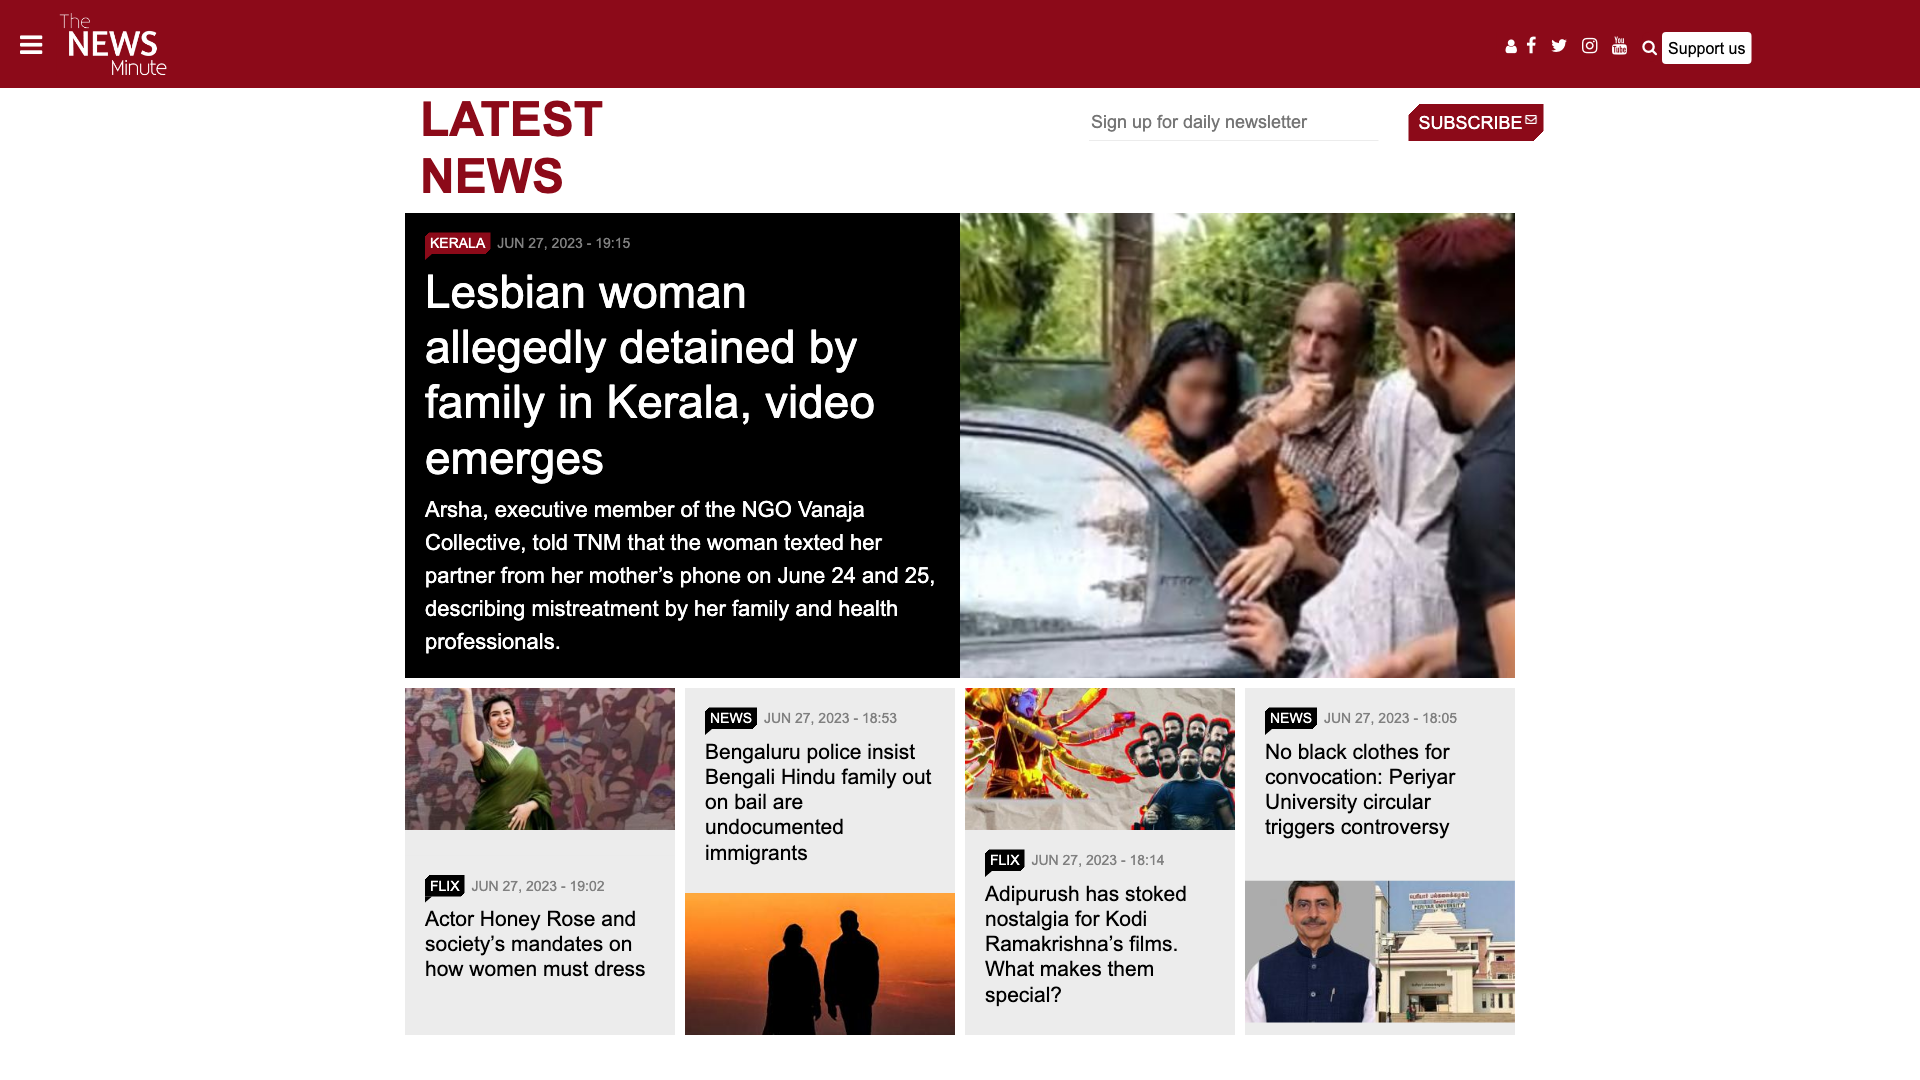 The
NEWS
Minute
You
Tube
Support us
LATEST
NEWS
Sign up for daily newsletter
SUBSCRIBE
KERALA JUN 27, 2023 - 19:15
Lesbian woman
allegedly detained by
family in Kerala, video
emerges
Arsha, executive member of the NGO Vanaja
Collective, told TNM that the woman texted her
partner from her mother’s phone on June 24 and 25,
describing mistreatment by her family and health
professionals.
FLIX JUN 27, 2023 - 19:02
Actor Honey Rose and
society’s mandates on
how women must dress
NEWS JUN 27, 2023 - 18:53
Bengaluru police insist
Bengali Hindu family out
on bail are
undocumented
immigrants
FLIX JUN 27, 2023 - 18:14
Adipurush has stoked
nostalgia for Kodi
Ramakrishna’s films.
What makes them
special?
NEWS JUN 27, 2023 - 18:05
No black clothes for
convocation: Periyar
University circular
triggers controversy
PERIYAR UNIVERSITY